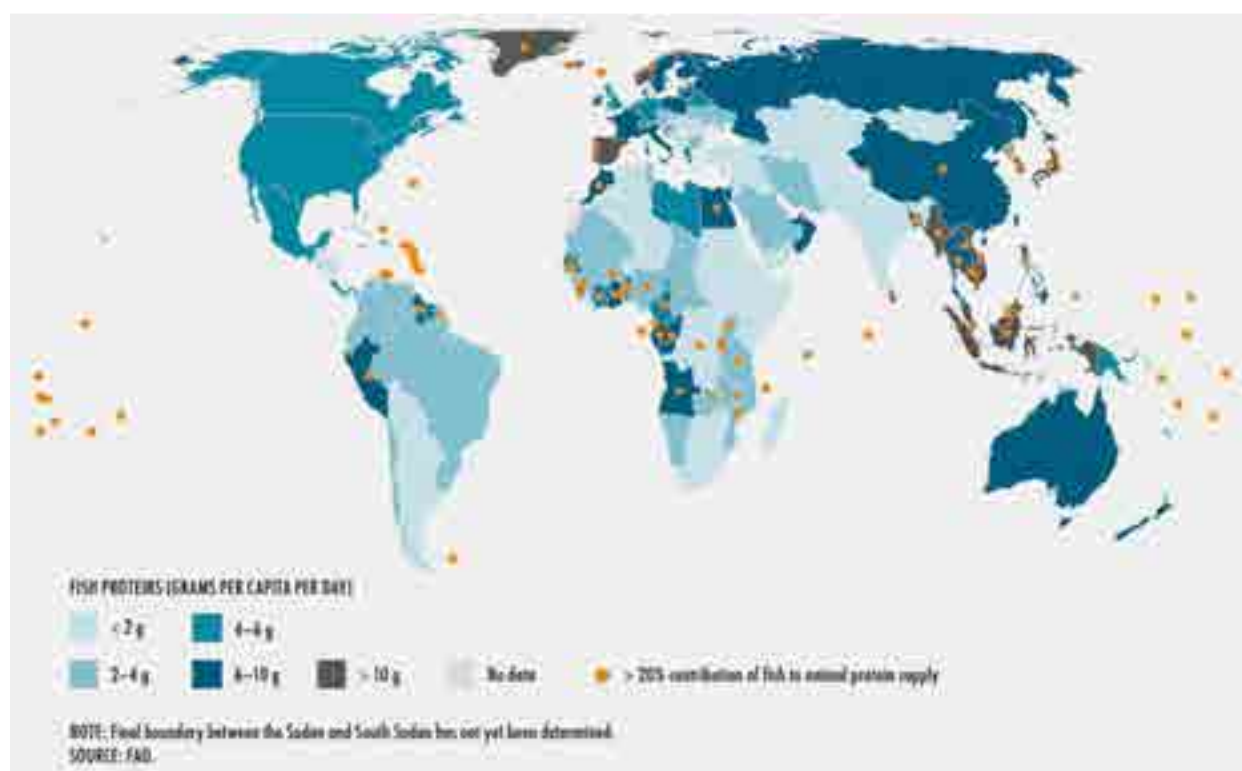 FISH PROTEINS (GRAMS PER CAPITA PER DAY)
< 2 g
4–6 g
2–4 g
6–10 g
> 10 g
No data
> 20% contribution of fish to animal protein supply
NOTE: Final boundary between the Sudan and South Sudan has not yet been determined.
SOURCE: FAO.